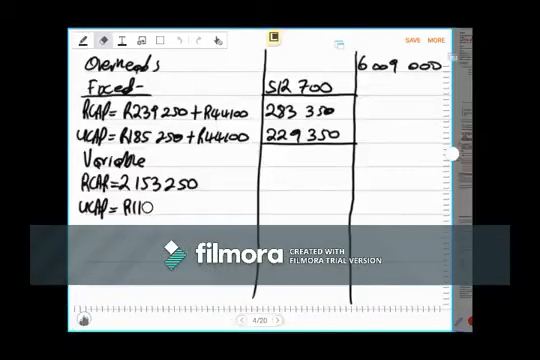 SAVE MORE
Overheads 6 009 000
Fixed- 512 700
RCAP= R239 250 + R44100 283 350
UCAP= R185 250 + R44100 229 350
Variable
RCAP=2 153 250
UCAP= R110
filmora CREATED WITH
FILMORA TRIAL VERSION
4/20